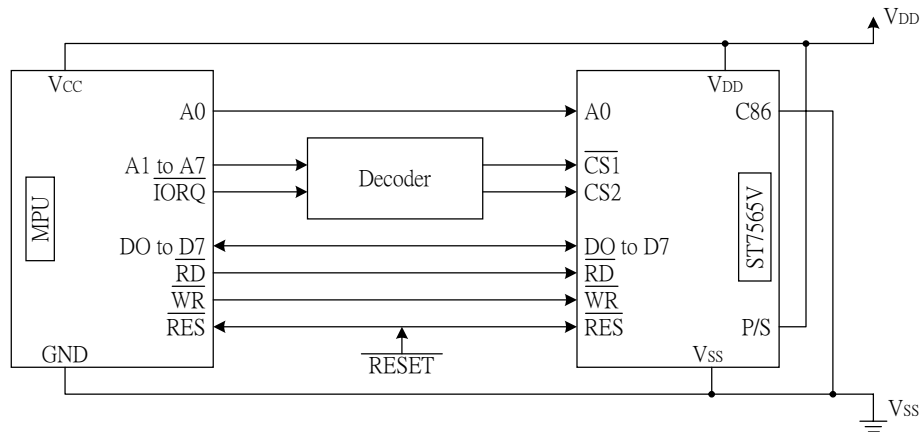 VDD
VCC
VDD
A0
A0
C86
A1 to A7
IORQ
Decoder
CS1
CS2
MPU
ST7565V
DO to D7
DO to D7
RD
RD
WR
WR
RES
RES
P/S
GND
RESET
VSS
VSS